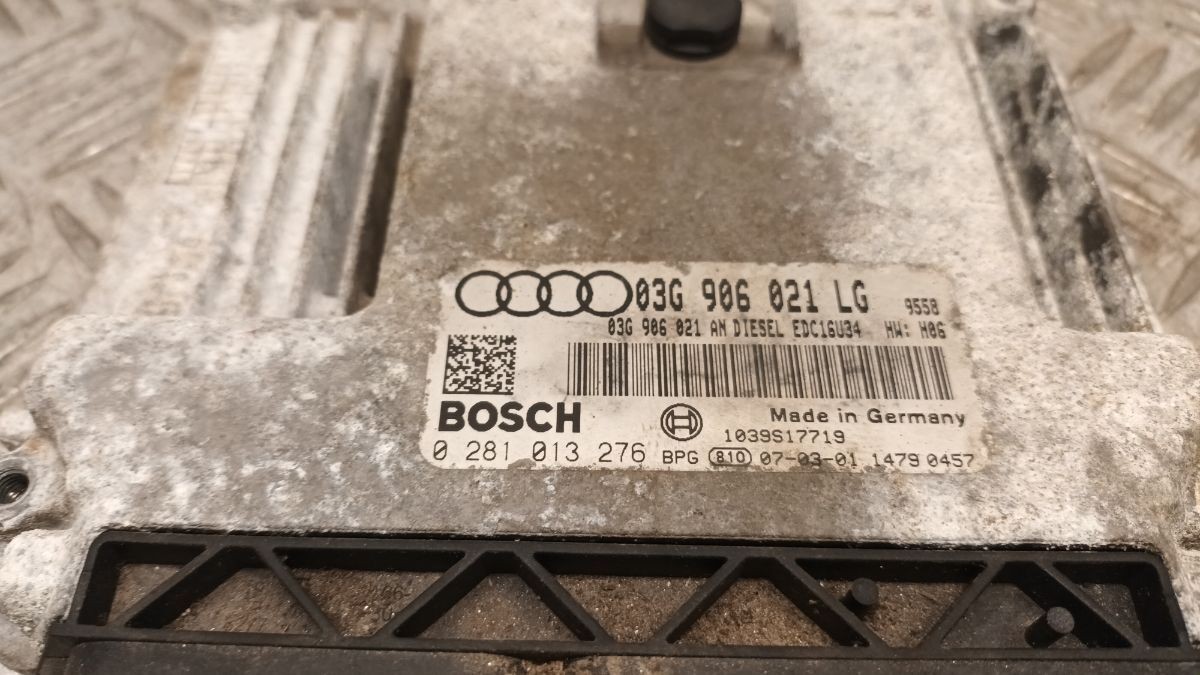 03G 906 021 LG 9558
03G 906 021 AN DIESEL EDC16U34 HW: H06
BOSCH Made in Germany
1039S17719
0 281 013 276 BPG 810 07-03-01 1479 0457